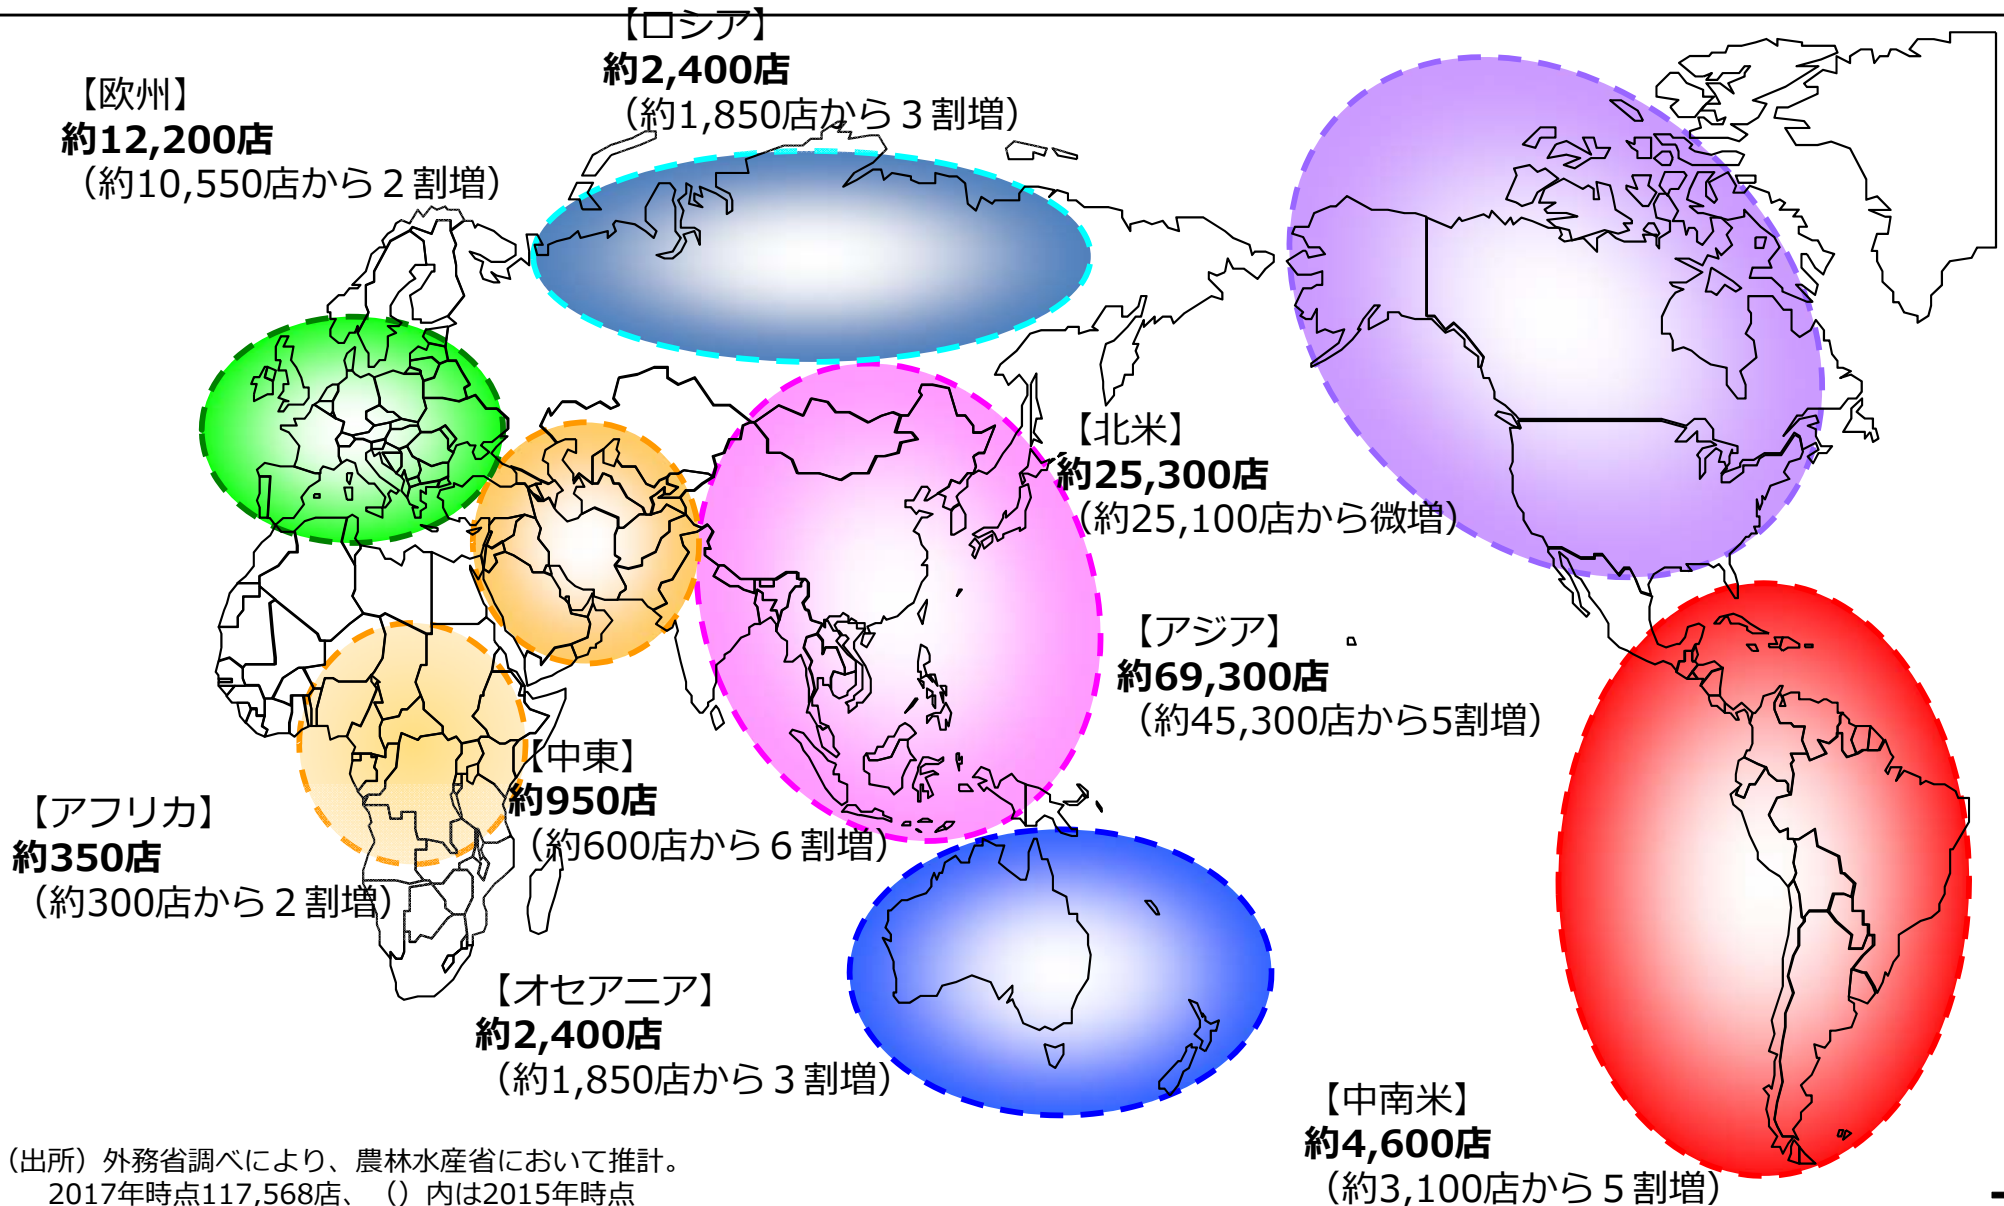 【ロシア】
約2,400店
（約1,850店から３割増）
【欧州】
約12,200店
（約10,550店から２割増）
【北米】
約25,300店
（約25,100店から微増）
【アジア】
約69,300店
（約45,300店から5割増）
【中東】
約950店
（約600店から６割増）
【アフリカ】
約350店
（約300店から２割増）
【オセアニア】
約2,400店
（約1,850店から３割増）
【中南米】
約4,600店
（約3,100店から５割増）
（出所）外務省調べにより、農林水産省において推計。
2017年時点117,568店、（）内は2015年時点